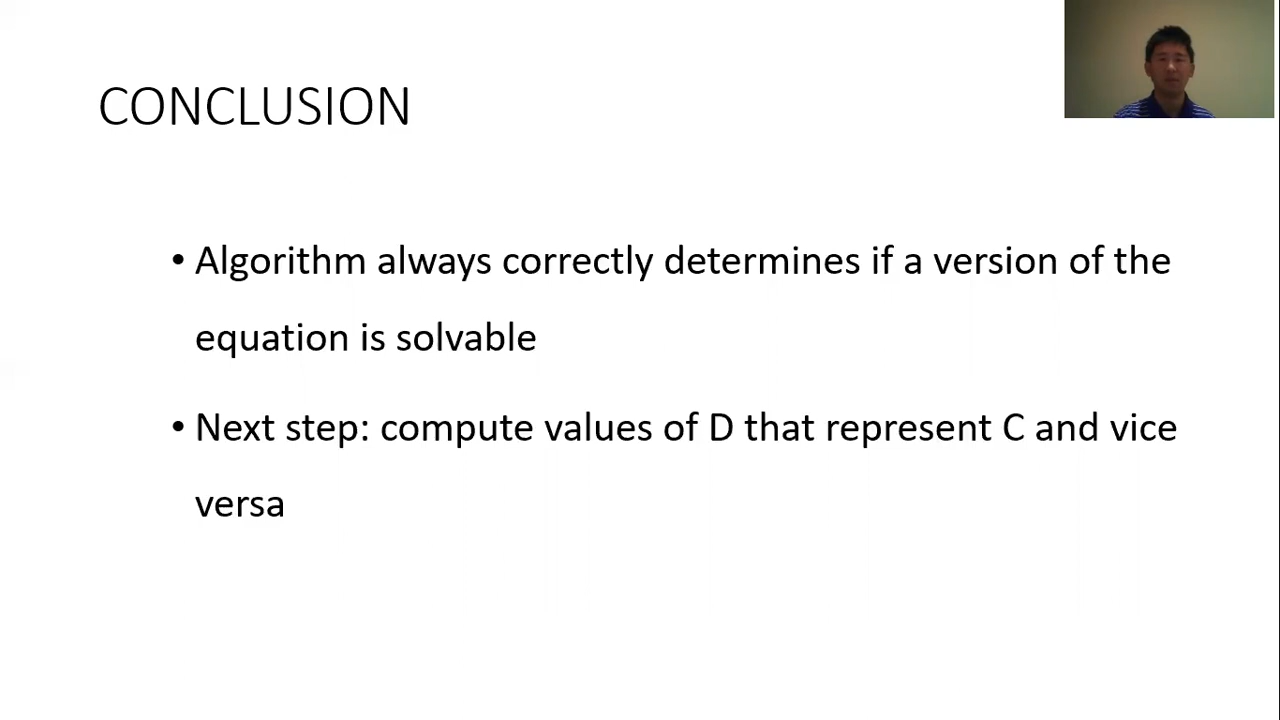 CONCLUSION
• Algorithm always correctly determines if a version of the
equation is solvable
• Next step: compute values of D that represent C and vice
versa